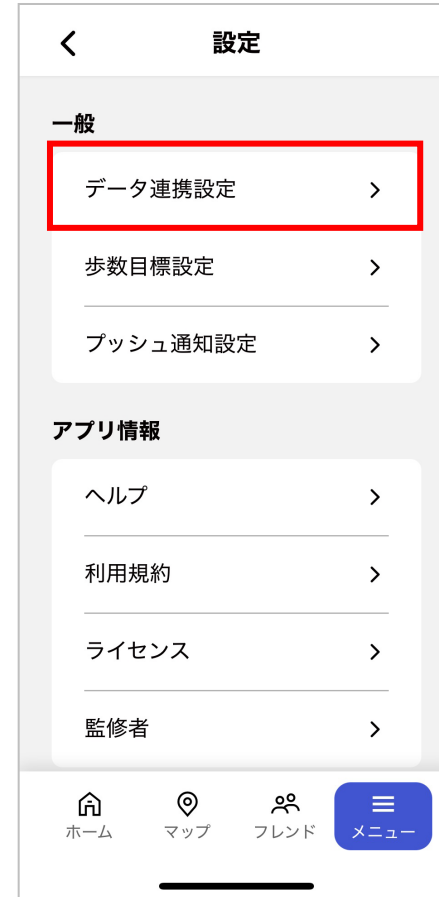 設定
一般
データ連携設定
歩数目標設定
プッシュ通知設定
アプリ情報
ヘルプ
利用規約
ライセンス
監修者
ホーム
マップ
フレンド
メニュー